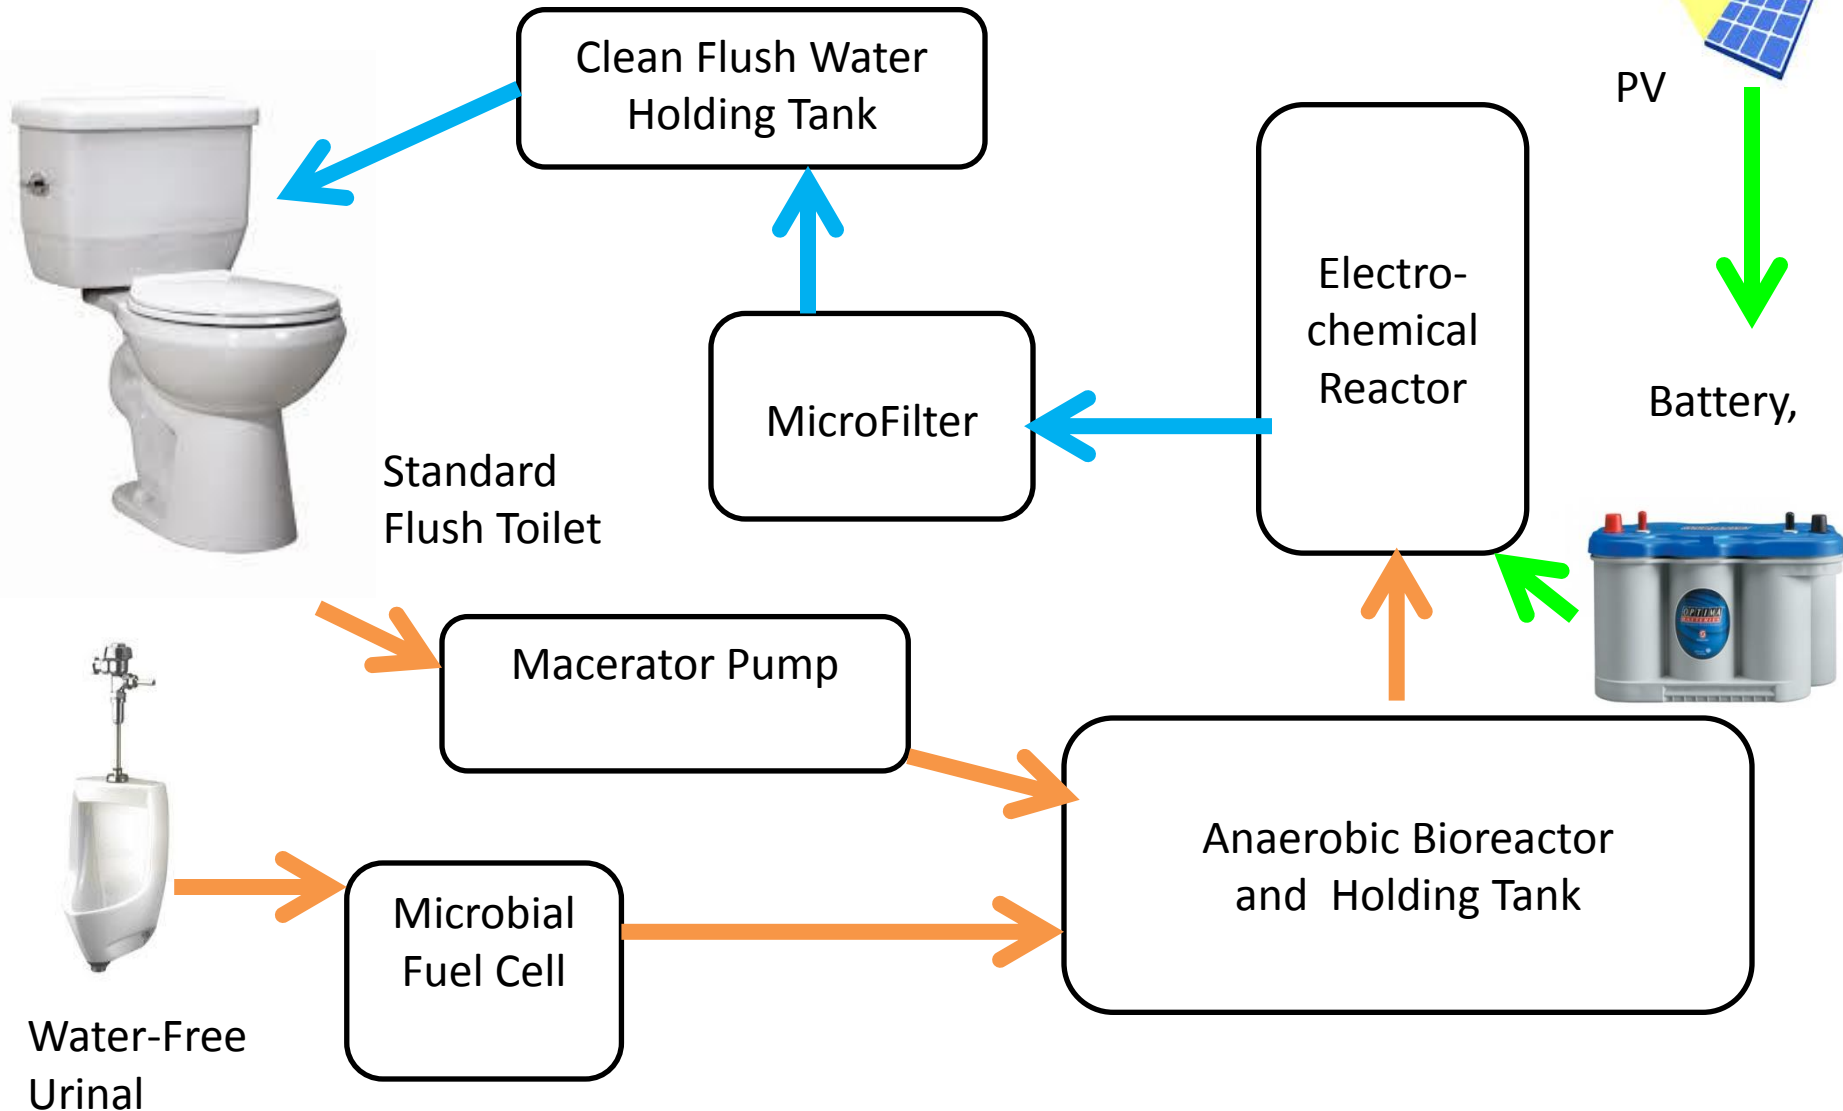 Clean Flush Water
Holding Tank
PV
Electro-
chemical
Reactor
Battery,
MicroFilter
Standard
Flush Toilet
OPTIMA
Macerator Pump
Anaerobic Bioreactor
and Holding Tank
Microbial
Fuel Cell
Water-Free
Urinal